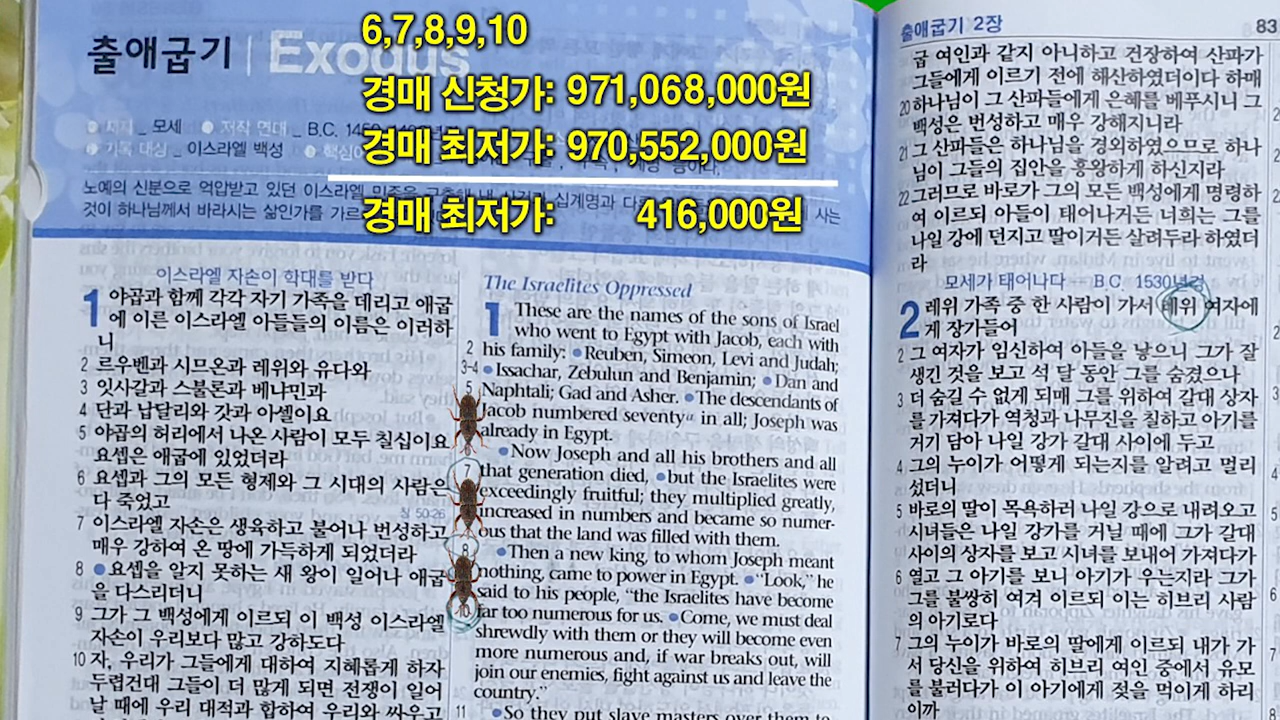 6,7,8,9,10
경매 신청가: 971,068,000원
경매 최저가: 970,552,000원
경매 최저가: 416,000원
출애굽기 | Exodus
저자 _ 모세 ● 저작 연대 _ B.C.
기록 대상 _ 이스라엘 백성 ● 핵심어
노예의 신분으로 억압받고 있던 이스라엘 십계명과
것이 하나님께서 바라시는 삶인가를 사는
이스라엘 자손이 학대를 받다
1 야곱과 함께 각각 자기 가족을 데리고 애굽
에 이른 이스라엘 아들들의 이름은 이러하
니
2 르우벤과 시므온과 레위와 유다와
3 잇사갈과 스불론과 베냐민과
4 단과 납달리와 갓과 아셀이요
5 야곱의 허리에서 나온 사람이 모두 칠십이요
요셉은 애굽에 있었더라
6 요셉과 그의 모든 형제와 그 시대의 사람은
다 죽었고
창 50:26
7 이스라엘 자손은 생육하고 불어나 번성하고
매우 강하여 온 땅에 가득하게 되었더라
8 ●요셉을 알지 못하는 새 왕이 일어나 애굽
을 다스리더니
9 그가 그 백성에게 이르되 이 백성 이스라엘
자손이 우리보다 많고 강하도다
10 자, 우리가 그들에게 대하여 지혜롭게 하자
두렵건대 그들이 더 많게 되면 전쟁이 일어
날 때에 우리 대적과 합하여 우리와 싸우고
The Israelites Oppressed
1 These are the names of the sons of Israel
who went to Egypt with Jacob, each with
2 his family: ●Reuben, Simeon, Levi and Judah;
3-4 ●Issachar, Zebulun and Benjamin; ●Dan and
5 Naphtali; Gad and Asher. ●The descendants of
Jacob numbered seventy a in all; Joseph was
already in Egypt.
●Now Joseph and all his brothers and all
7 that generation died, ●but the Israelites were
exceedingly fruitful; they multiplied greatly,
increased in numbers and became so numer-
ous that the land was filled with them.
8 ●Then a new king, to whom Joseph meant
nothing, came to power in Egypt. ●"Look," he
said to his people, "the Israelites have become
10 far too numerous for us. ●Come, we must deal
shrewdly with them or they will become even
more numerous and, if war breaks out, will
join our enemies, fight against us and leave the
country."
11 ●So they put slave masters over them to
출애굽기 2장 83
굽 여인과 같지 아니하고 건장하여 산파가
그들에게 이르기 전에 해산하였더이다 하매
20 하나님이 그 산파들에게 은혜를 베푸시니 그
백성은 번성하고 매우 강해지니라
21 그 산파들은 하나님을 경외하였으므로 하나
님이 그들의 집안을 흥왕하게 하신지라
22 그러므로 바로가 그의 모든 백성에게 명령하
여 이르되 아들이 태어나거든 너희는 그를
나일 강에 던지고 딸이거든 살려두라 하였더
라
모세가 태어나다 B.C. 1530년경
2 레위 가족 중 한 사람이 가서 레위 여자에
게 장가들어
2 그 여자가 임신하여 아들을 낳으니 그가 잘
생긴 것을 보고 석 달 동안 그를 숨겼으나
3 더 숨길 수 없게 되매 그를 위하여 갈대 상자
를 가져다가 역청과 나무진을 칠하고 아기를
거기 담아 나일 강가 갈대 사이에 두고
4 그의 누이가 어떻게 되는지를 알려고 멀리
섰더니
5 바로의 딸이 목욕하러 나일 강으로 내려오고
시녀들은 나일 강가를 거닐 때에 그가 갈대
사이의 상자를 보고 시녀를 보내어 가져다가
6 열고 그 아기를 보니 아기가 우는지라 그가
그를 불쌍히 여겨 이르되 이는 히브리 사람
의 아기로다
7 그의 누이가 바로의 딸에게 이르되 내가 가
서 당신을 위하여 히브리 여인 중에서 유모
를 불러다가 이 아기에게 젖을 먹이게 하리
이까